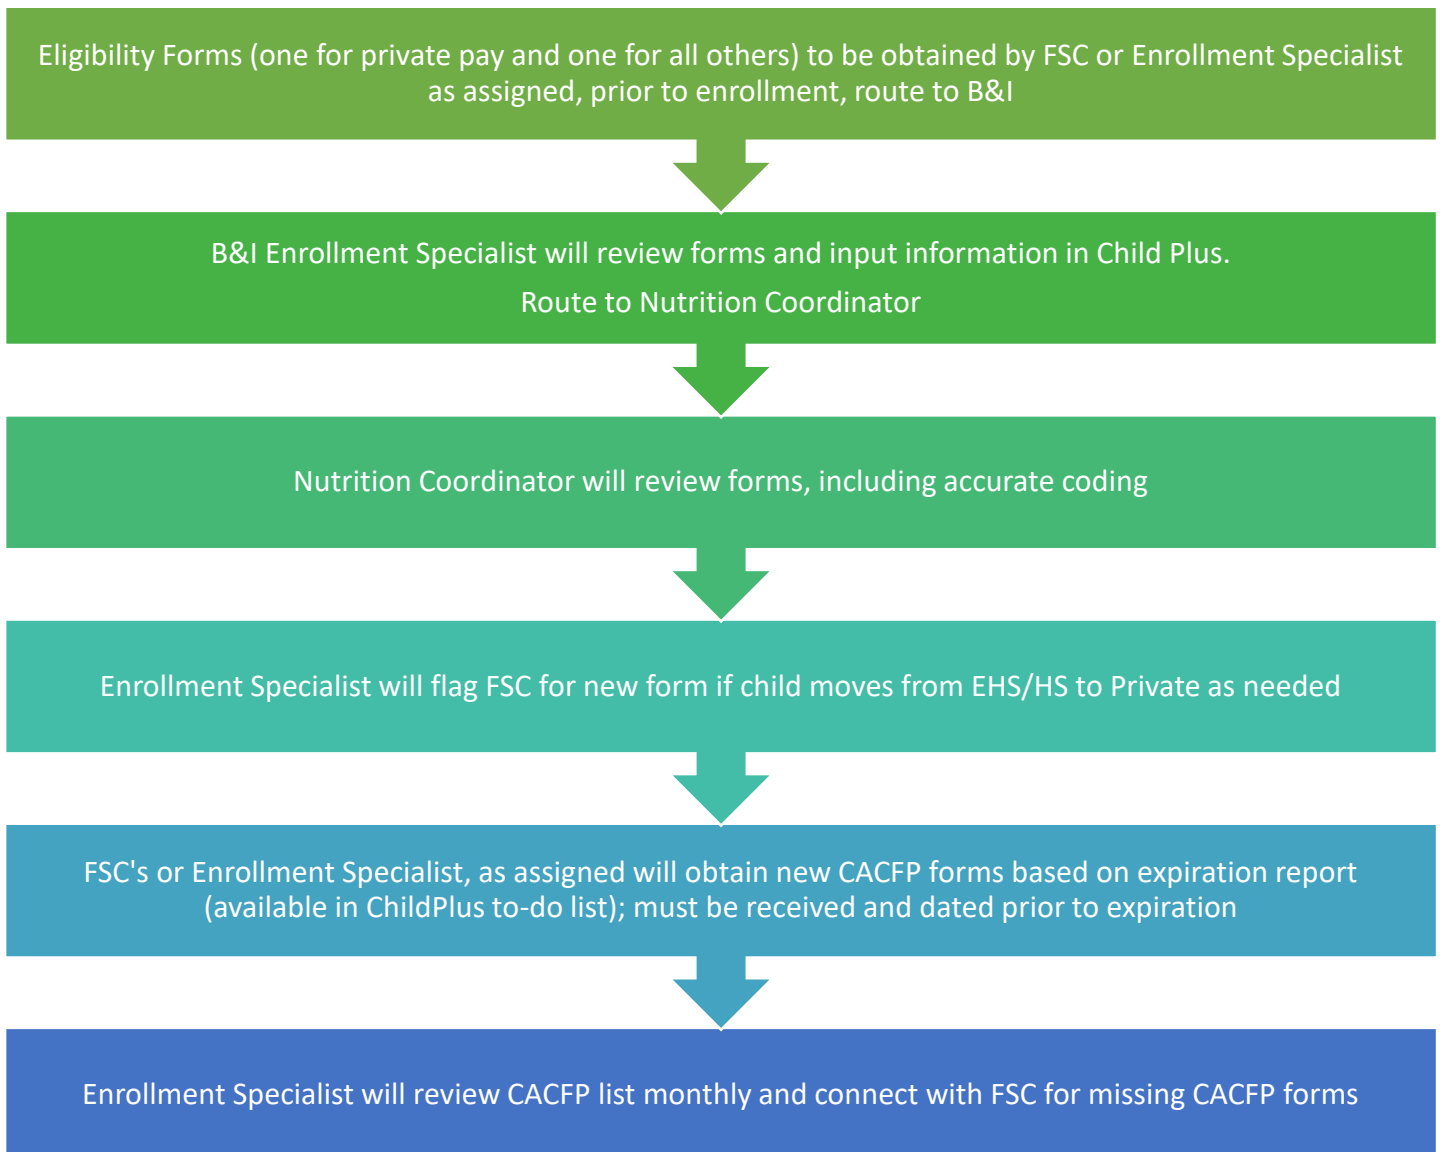 Eligibility Forms (one for private pay and one for all others) to be obtained by FSC or Enrollment Specialist
as assigned, prior to enrollment, route to B&I
B&I Enrollment Specialist will review forms and input information in Child Plus.
Route to Nutrition Coordinator
Nutrition Coordinator will review forms, including accurate coding
Enrollment Specialist will flag FSC for new form if child moves from EHS/HS to Private as needed
FSC's or Enrollment Specialist, as assigned will obtain new CACFP forms based on expiration report
(available in ChildPlus to-do list); must be received and dated prior to expiration
Enrollment Specialist will review CACFP list monthly and connect with FSC for missing CACFP forms